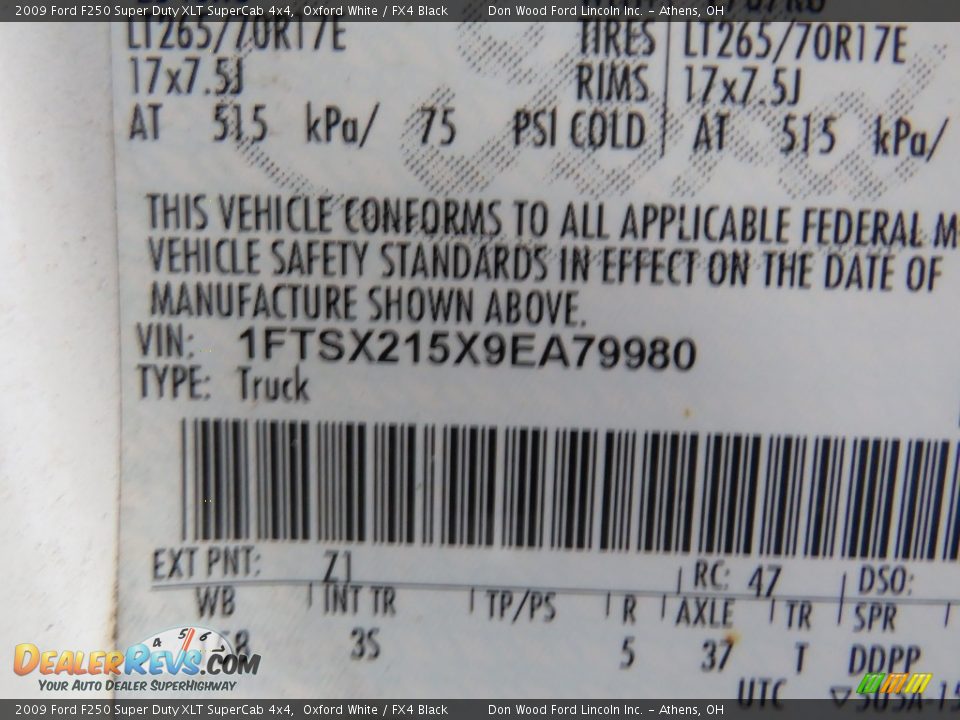 2009 Ford F250 Super Duty XLT SuperCab 4x4,  Oxford White / FX4 Black  Don Wood Ford Lincoln Inc. - Athens, OH
LT265/70R17E TIRES LT265/70R17E
17x7.5J RIMS 17x7.5J
AT 515 kPa/ 75 PSI COLD AT 515 kPa/
THIS VEHICLE CONFORMS TO ALL APPLICABLE FEDERAL M
VEHICLE SAFETY STANDARDS IN EFFECT ON THE DATE OF
MANUFACTURE SHOWN ABOVE.
VIN: 1FTSX215X9EA79980
TYPE: Truck
EXT PNT: Z1 RC: 47 DSO:
WB INT TR TP/PS R AXLE TR SPR
3S 5 37 T DDPP
UTC
DEALERREVS.COM
YOUR AUTO DEALER SUPERHIGHWAY
2009 Ford F250 Super Duty XLT SuperCab 4x4,  Oxford White / FX4 Black  Don Wood Ford Lincoln Inc. - Athens, OH